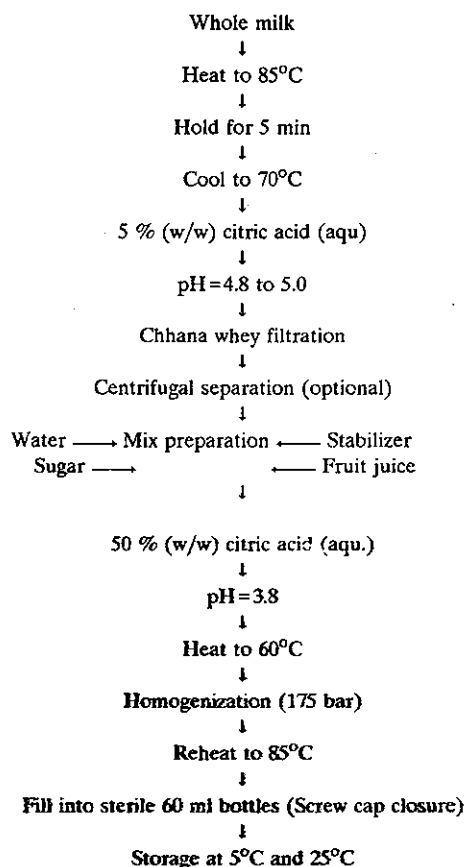 Whole milk
↓
Heat to 85°C
↓
Hold for 5 min
↓
Cool to 70°C
↓
5 % (w/w) citric acid (aqu)
↓
pH=4.8 to 5.0
↓
Chhana whey filtration
↓
Centrifugal separation (optional)
↓
Water → Mix preparation ← Stabilizer
Sugar → ← Fruit juice
↓
50 % (w/w) citric acid (aqu.)
↓
pH=3.8
↓
Heat to 60°C
↓
Homogenization (175 bar)
↓
Reheat to 85°C
↓
Fill into sterile 60 ml bottles (Screw cap closure)
↓
Storage at 5°C and 25°C